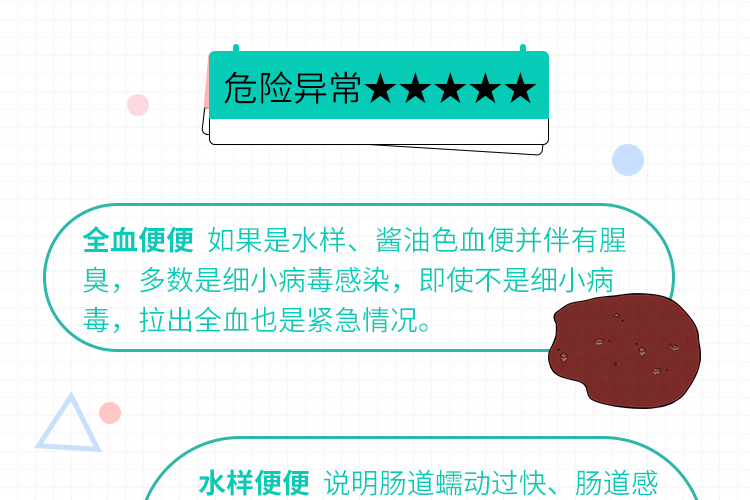 危险异常★★★★★
全血便便 如果是水样、酱油色血便并伴有腥
臭，多数是细小病毒感染，即使不是细小病
毒，拉出全血也是紧急情况。
水样便便 说明肠道蠕动过快、肠道感